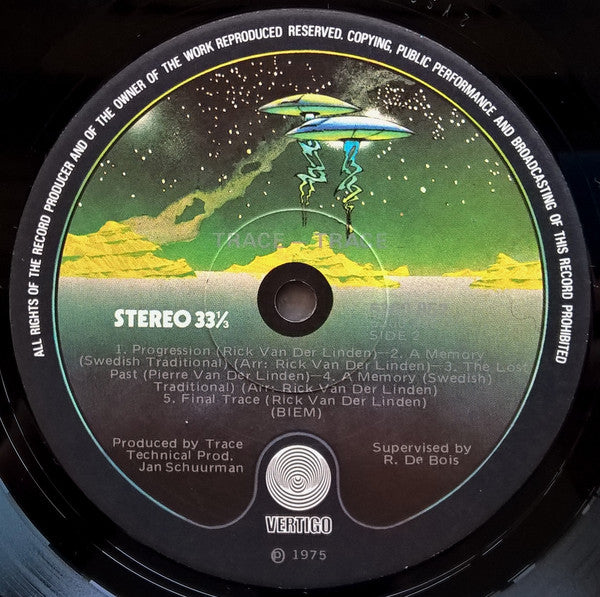 ALL RIGHTS OF THE RECORD PRODUCER AND OF THE OWNER OF THE WORK REPRODUCED RESERVED. COPYING, PUBLIC PERFORMANCE AND BROADCASTING OF THIS RECORD PROHIBITED
TRACE - TRACE
STEREO 33⅓
SIDE 2
1. Progression (Rick Van Der Linden)—2. A Memory
(Swedish Traditional) (Arr: Rick Van Der Linden)—3. The Lost
Past (Pierre Van Der Linden)—4. A Memory (Swedish
Traditional) (Arr: Rick Van Der Linden)
5. Final Trace (Rick Van Der Linden)
(BIEM)
Produced by Trace
Technical Prod.
Jan Schuurman
Supervised by
R. De Bois
VERTIGO
℗ 1975